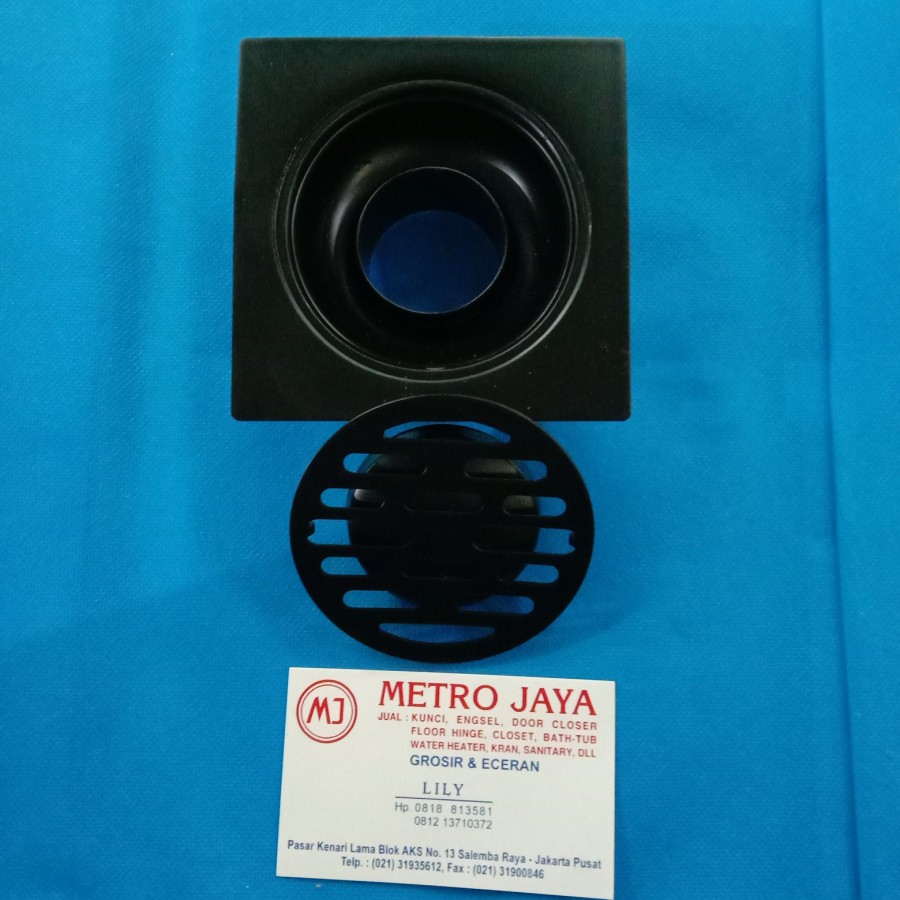 MJ
METRO JAYA
JUAL : KUNCI, ENGSEL, DOOR CLOSER
FLOOR HINGE, CLOSET, BATH-TUB
WATER HEATER, KRAN, SANITARY, DLL
GROSIR & ECERAN
LILY
Hp. 0818 813581
0812 13710372
Pasar Kenari Lama Blok AKS No. 13 Salemba Raya - Jakarta Pusat
Telp. : (021) 31935612, Fax : (021) 31900846